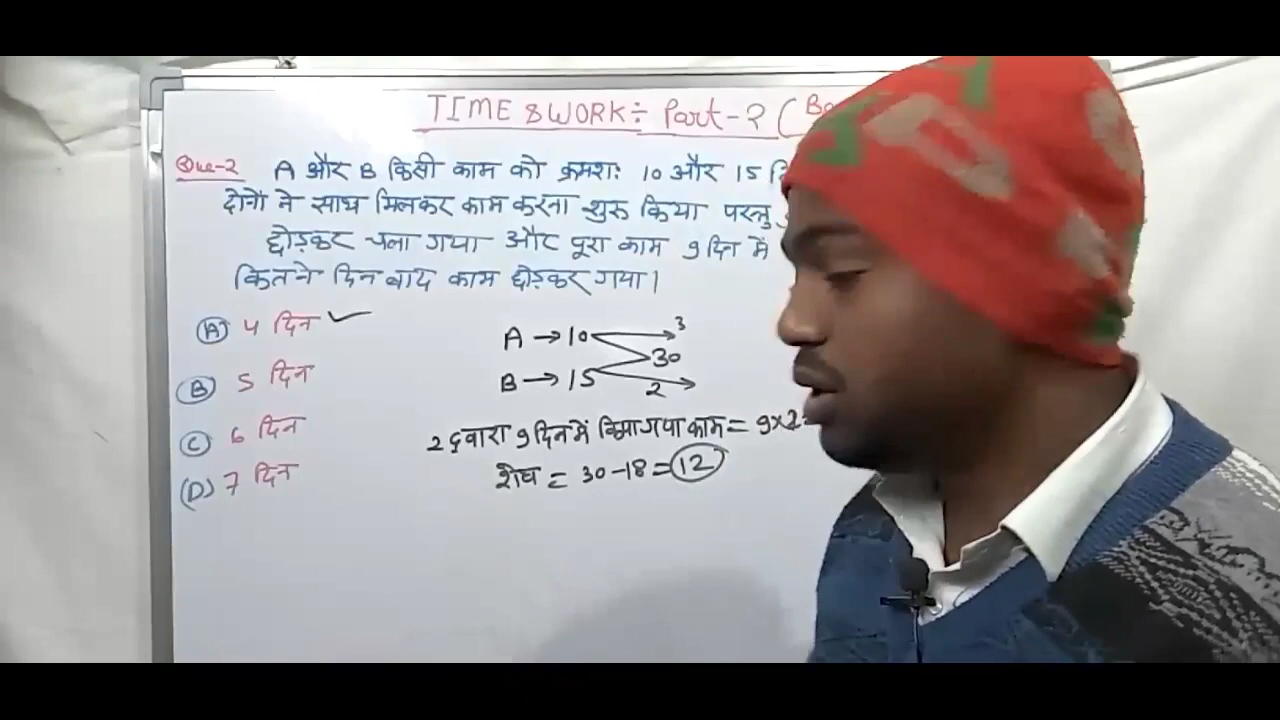 TIME & WORK ÷ Part-2 (
Que-2 A और B किसी काम को क्रमशः 10 और 15
दोनों ने साथ मिलकर काम करना शुरू किया परन्तु
छोड़कर चला गया और पूरा काम 9 दिन में
कितने दिन बाद काम छोड़कर गया।
(A) 4 दिन ✓
(B) 5 दिन
(C) 6 दिन
(D) 7 दिन
A → 10 3
30
B → 15 2
2 द्वारा 9 दिन में किया गया काम = 9×2
शेष = 30-18 = 12